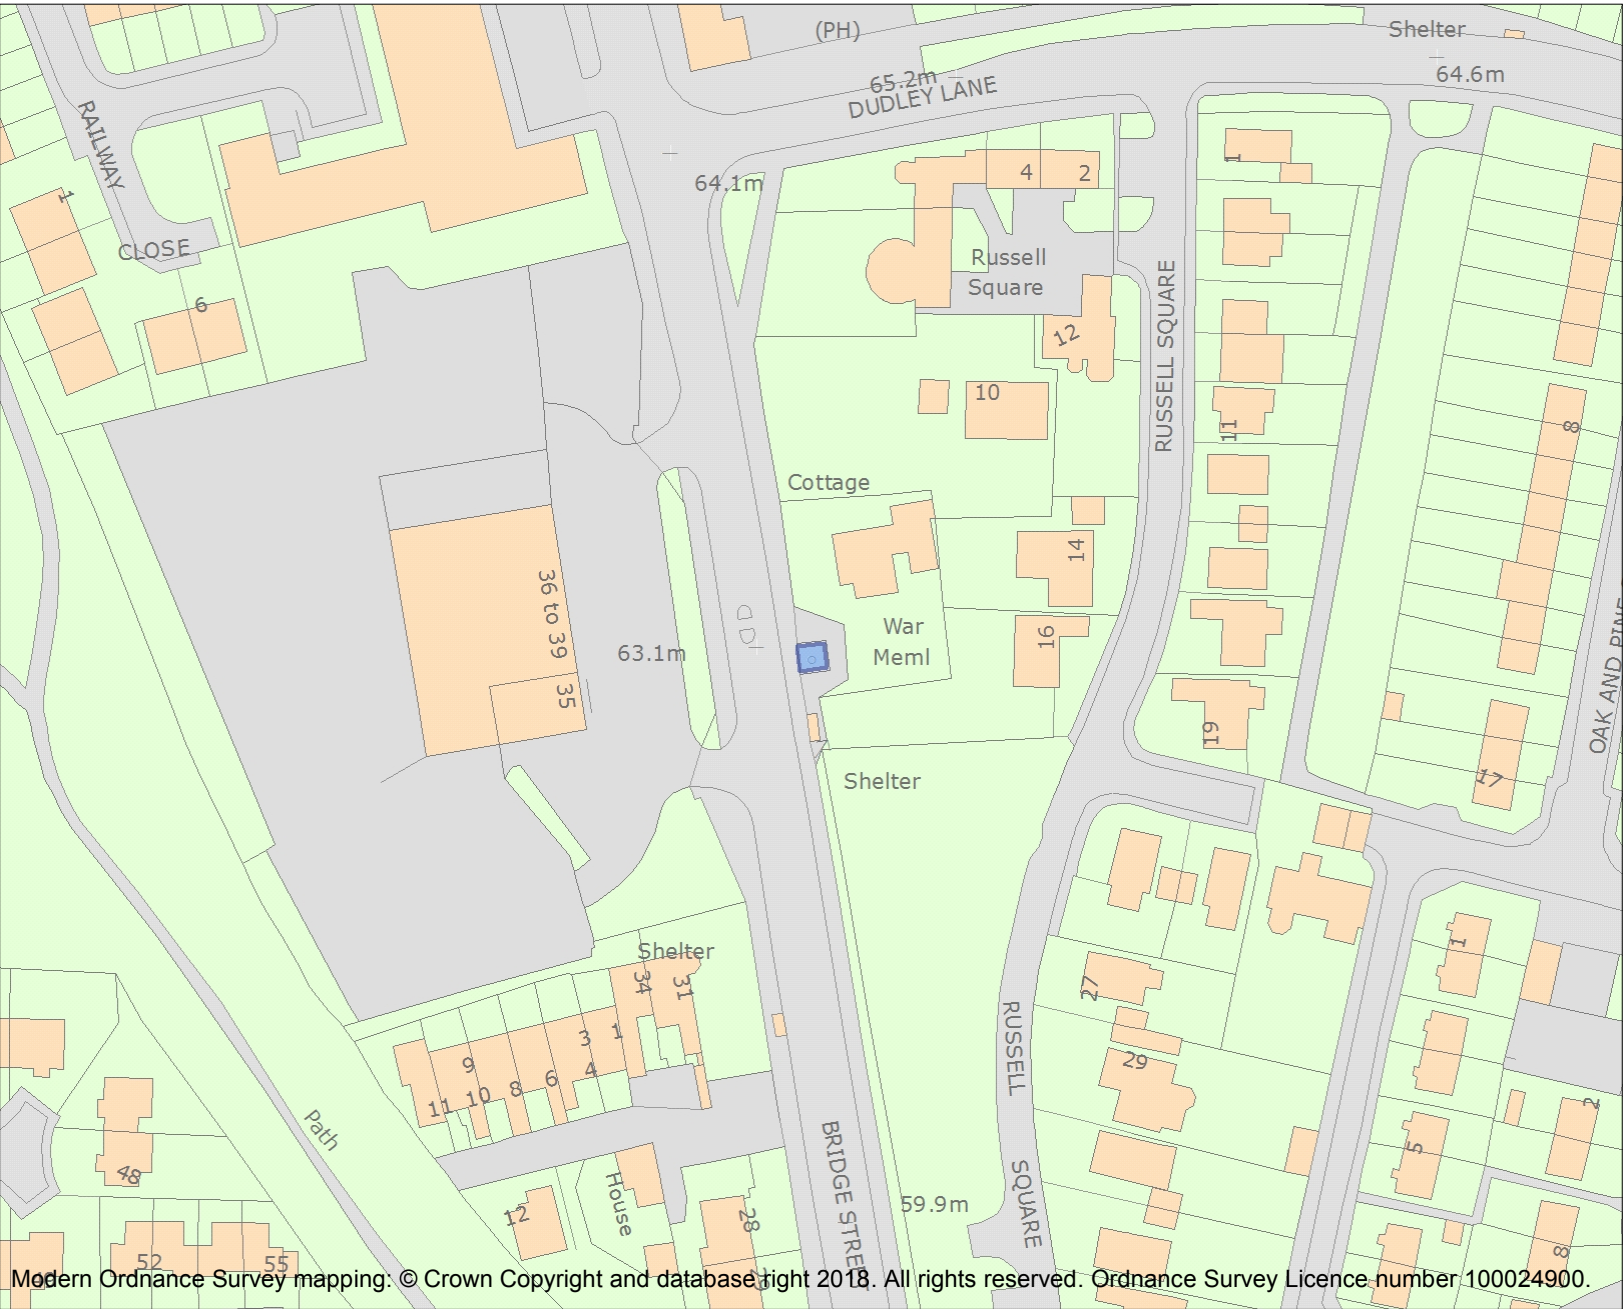 (PH)
Shelter
65.2m
DUDLEY LANE
64.6m
RAILWAY
CLOSE
1
6
64.1m
4
2
1
Russell
Square
12
10
RUSSELL SQUARE
11
8
Cottage
14
36 to 39
35
63.1m
War
Meml
16
19
17
OAK AND PINE
Shelter
Shelter
34
31
27
1
3
1
9
4
6
8
10
11
29
RUSSELL
SQUARE
2
5
Path
48
BRIDGE STREET
59.9m
House
12
28
52
55
8
Modern Ordnance Survey mapping: © Crown Copyright and database right 2018. All rights reserved. Ordnance Survey Licence number 100024900.